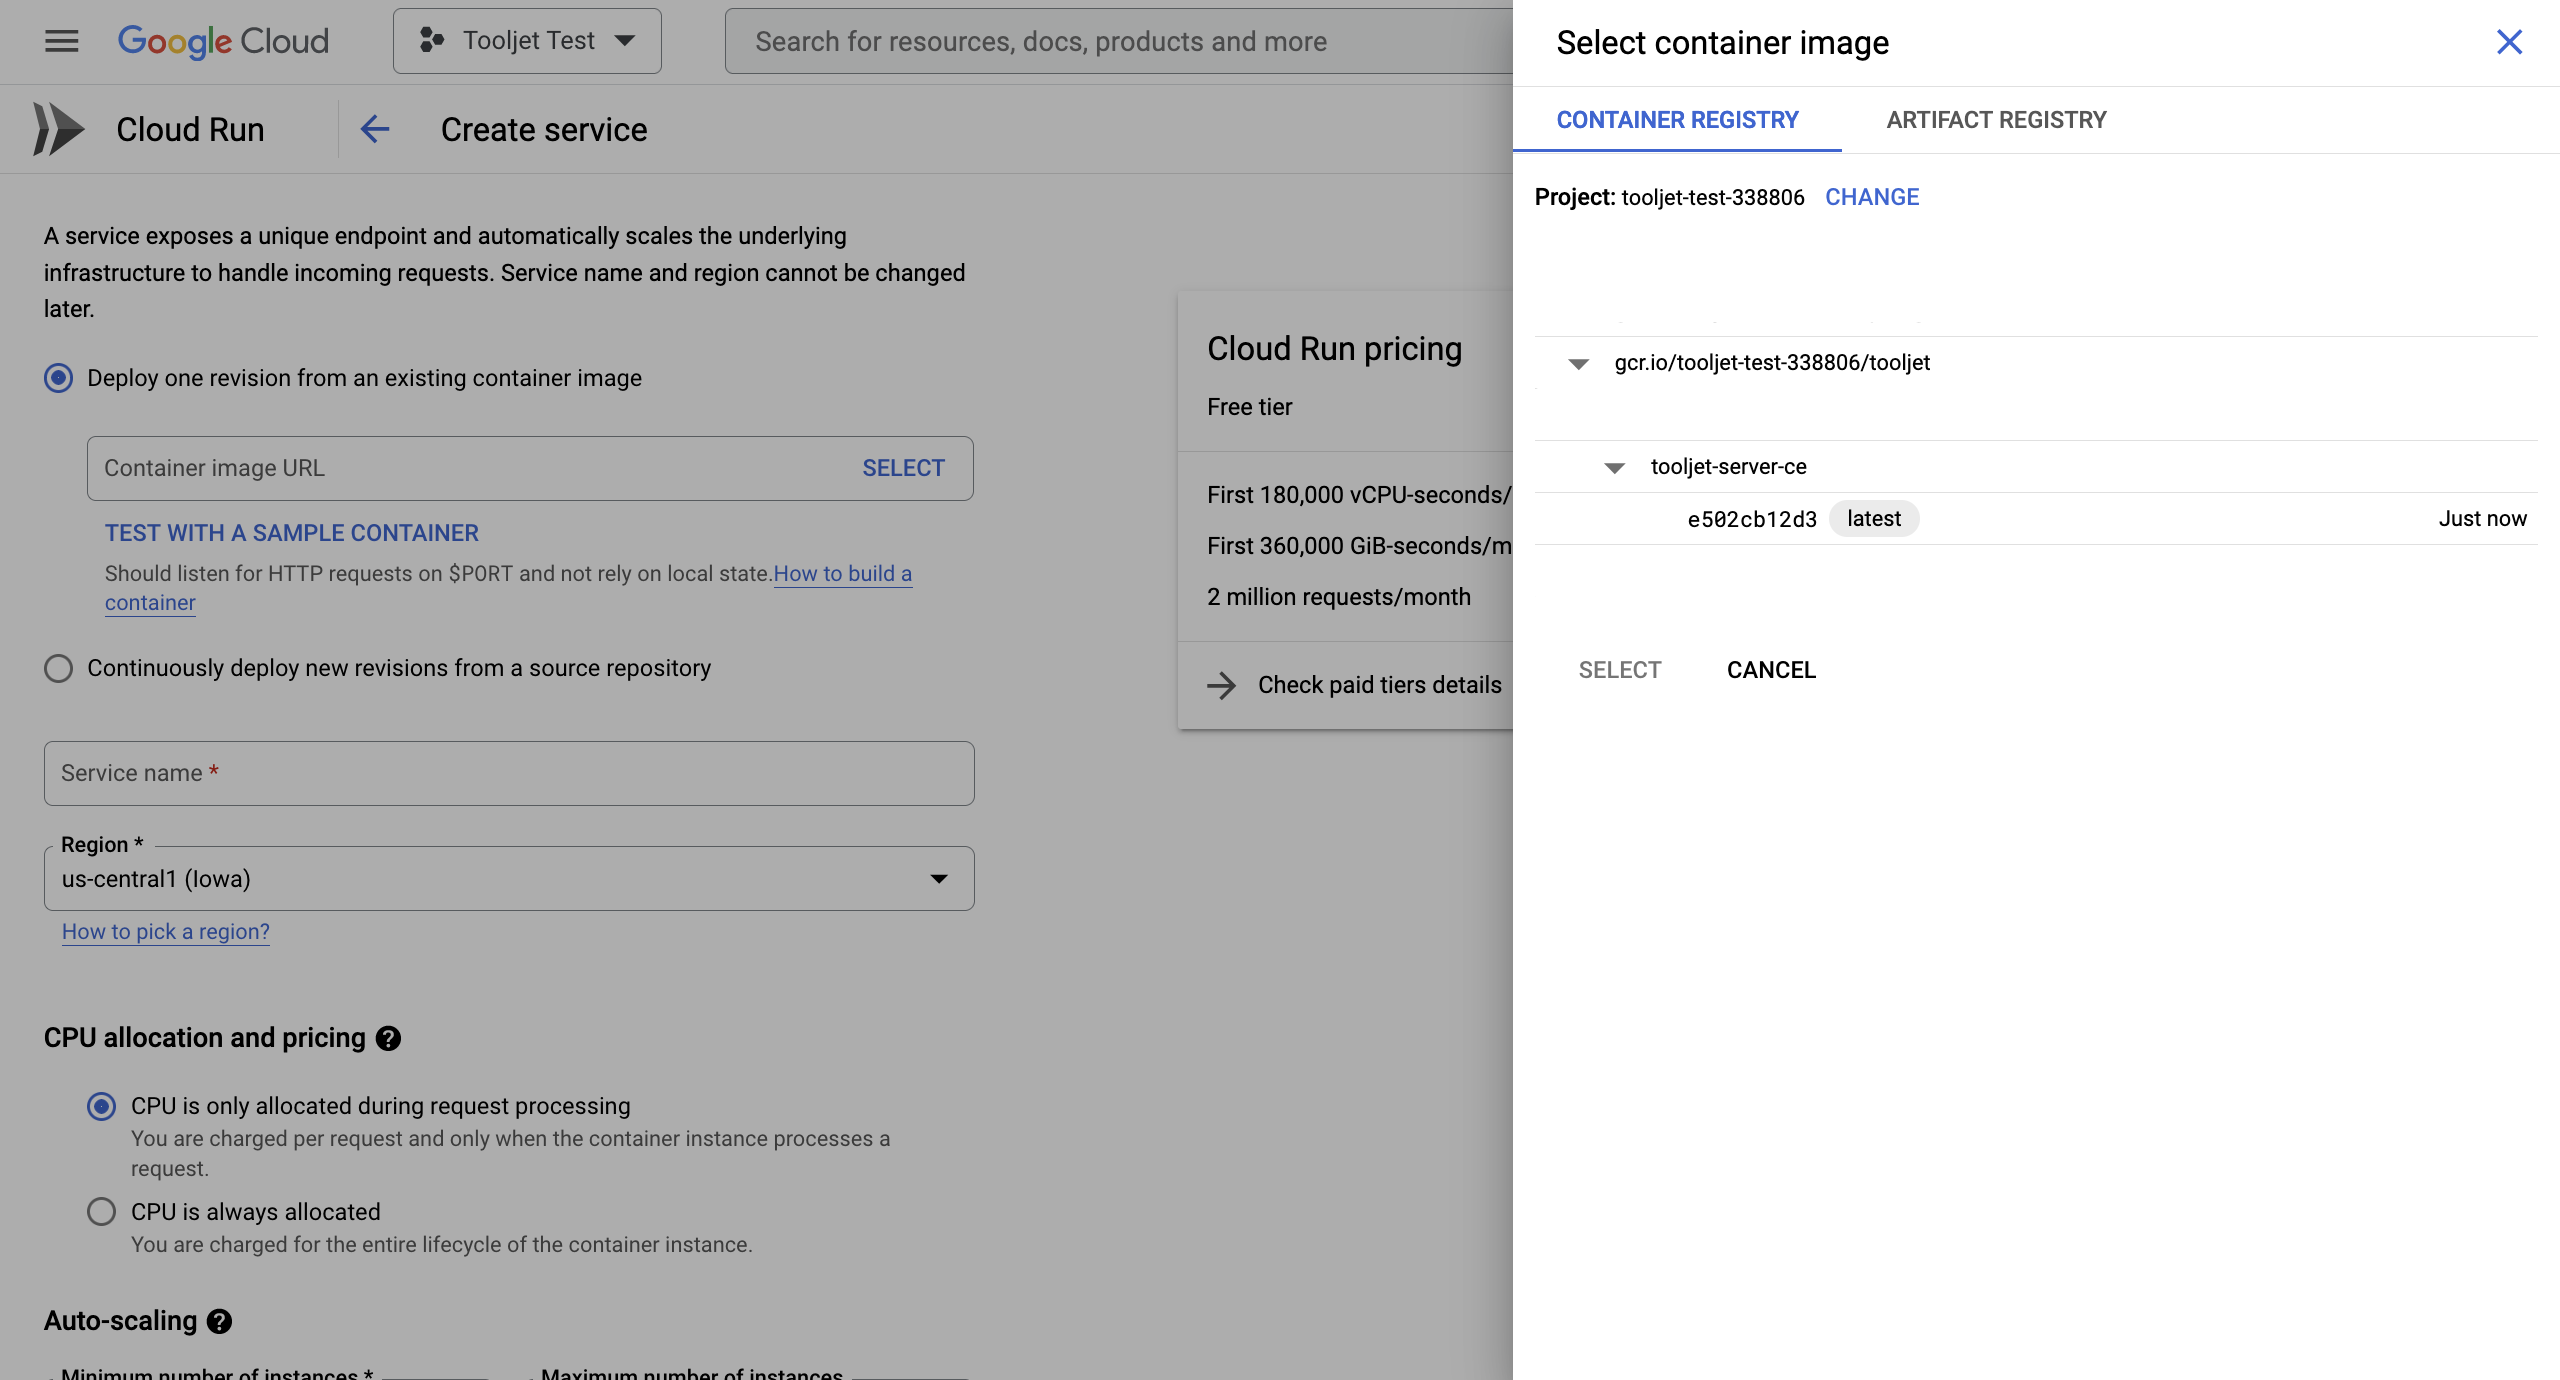 Google Cloud
Tooljet Test
Search for resources, docs, products and more
Cloud Run
Create service
A service exposes a unique endpoint and automatically scales the underlying
infrastructure to handle incoming requests. Service name and region cannot be changed
later.
Deploy one revision from an existing container image
Container image URL
SELECT
TEST WITH A SAMPLE CONTAINER
Should listen for HTTP requests on $PORT and not rely on local state.How to build a
container
Continuously deploy new revisions from a source repository
Service name *
Region *
us-central1 (Iowa)
How to pick a region?
CPU allocation and pricing
CPU is only allocated during request processing
You are charged per request and only when the container instance processes a
request.
CPU is always allocated
You are charged for the entire lifecycle of the container instance.
Auto-scaling
Minimum number of instances *
Maximum number of instances
Cloud Run pricing
Free tier
First 180,000 vCPU-seconds/
First 360,000 GiB-seconds/m
2 million requests/month
Check paid tiers details
Select container image
CONTAINER REGISTRY
ARTIFACT REGISTRY
Project: tooljet-test-338806 CHANGE
gcr.io/tooljet-test-338806/tooljet
tooljet-server-ce
e502cb12d3 latest Just now
SELECT
CANCEL